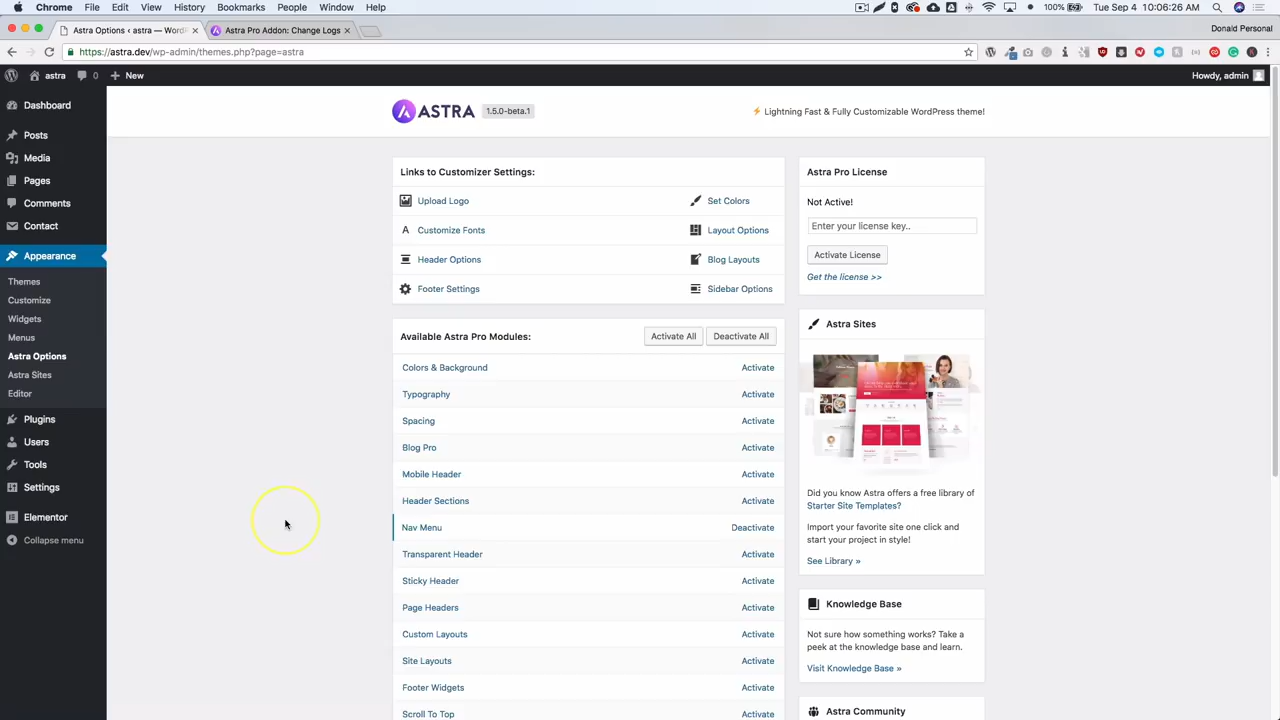 Chrome File Edit View History Bookmarks People Window Help 100% Tue Sep 4 10:06:26 AM
Astra Options ‹ astra — WordP × Astra Pro Addon: Change Logs × Donald Personal
https://astra.dev/wp-admin/themes.php?page=astra
astra 0 + New Howdy, admin
Dashboard
Posts
Media
Pages
Comments
Contact
Appearance
Themes
Customize
Widgets
Menus
Astra Options
Astra Sites
Editor
Plugins
Users
Tools
Settings
Elementor
Collapse menu
ASTRA 1.5.0-beta.1
⚡ Lightning Fast & Fully Customizable WordPress theme!
Links to Customizer Settings:
Upload Logo Set Colors
Customize Fonts Layout Options
Header Options Blog Layouts
Footer Settings Sidebar Options
Available Astra Pro Modules: Activate All Deactivate All
Colors & Background Activate
Typography Activate
Spacing Activate
Blog Pro Activate
Mobile Header Activate
Header Sections Activate
Nav Menu Deactivate
Transparent Header Activate
Sticky Header Activate
Page Headers Activate
Custom Layouts Activate
Site Layouts Activate
Footer Widgets Activate
Scroll To Top Activate
Astra Pro License
Not Active!
Enter your license key..
Activate License
Get the license >>
Astra Sites
Did you know Astra offers a free library of
Starter Site Templates?
Import your favorite site one click and
start your project in style!
See Library »
Knowledge Base
Not sure how something works? Take a
peek at the knowledge base and learn.
Visit Knowledge Base »
Astra Community